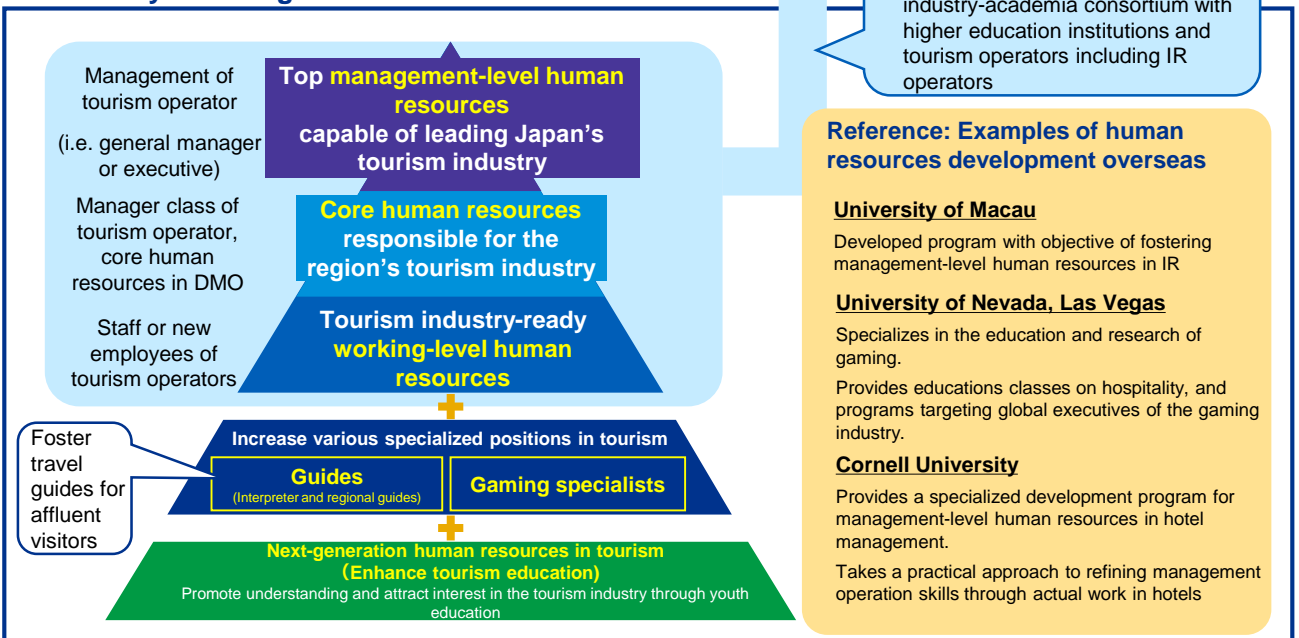 industry-academia consortium with
higher education institutions and
tourism operators including IR
operators
Management of
tourism operator
(i.e. general manager
or executive)
Manager class of
tourism operator,
core human
resources in DMO
Staff or new
employees of
tourism operators
Top management-level human
resources
capable of leading Japan's
tourism industry
Core human resources
responsible for the
region's tourism industry
Tourism industry-ready
working-level human
resources
Increase various specialized positions in tourism
Guides
(Interpreter and regional guides)
Gaming specialists
Foster
travel
guides for
affluent
visitors
Next-generation human resources in tourism
（Enhance tourism education)
Promote understanding and attract interest in the tourism industry through youth
education
Reference: Examples of human
resources development overseas
University of Macau
Developed program with objective of fostering
management-level human resources in IR
University of Nevada, Las Vegas
Specializes in the education and research of
gaming.
Provides educations classes on hospitality, and
programs targeting global executives of the gaming
industry.
Cornell University
Provides a specialized development program for
management-level human resources in hotel
management.
Takes a practical approach to refining management
operation skills through actual work in hotels